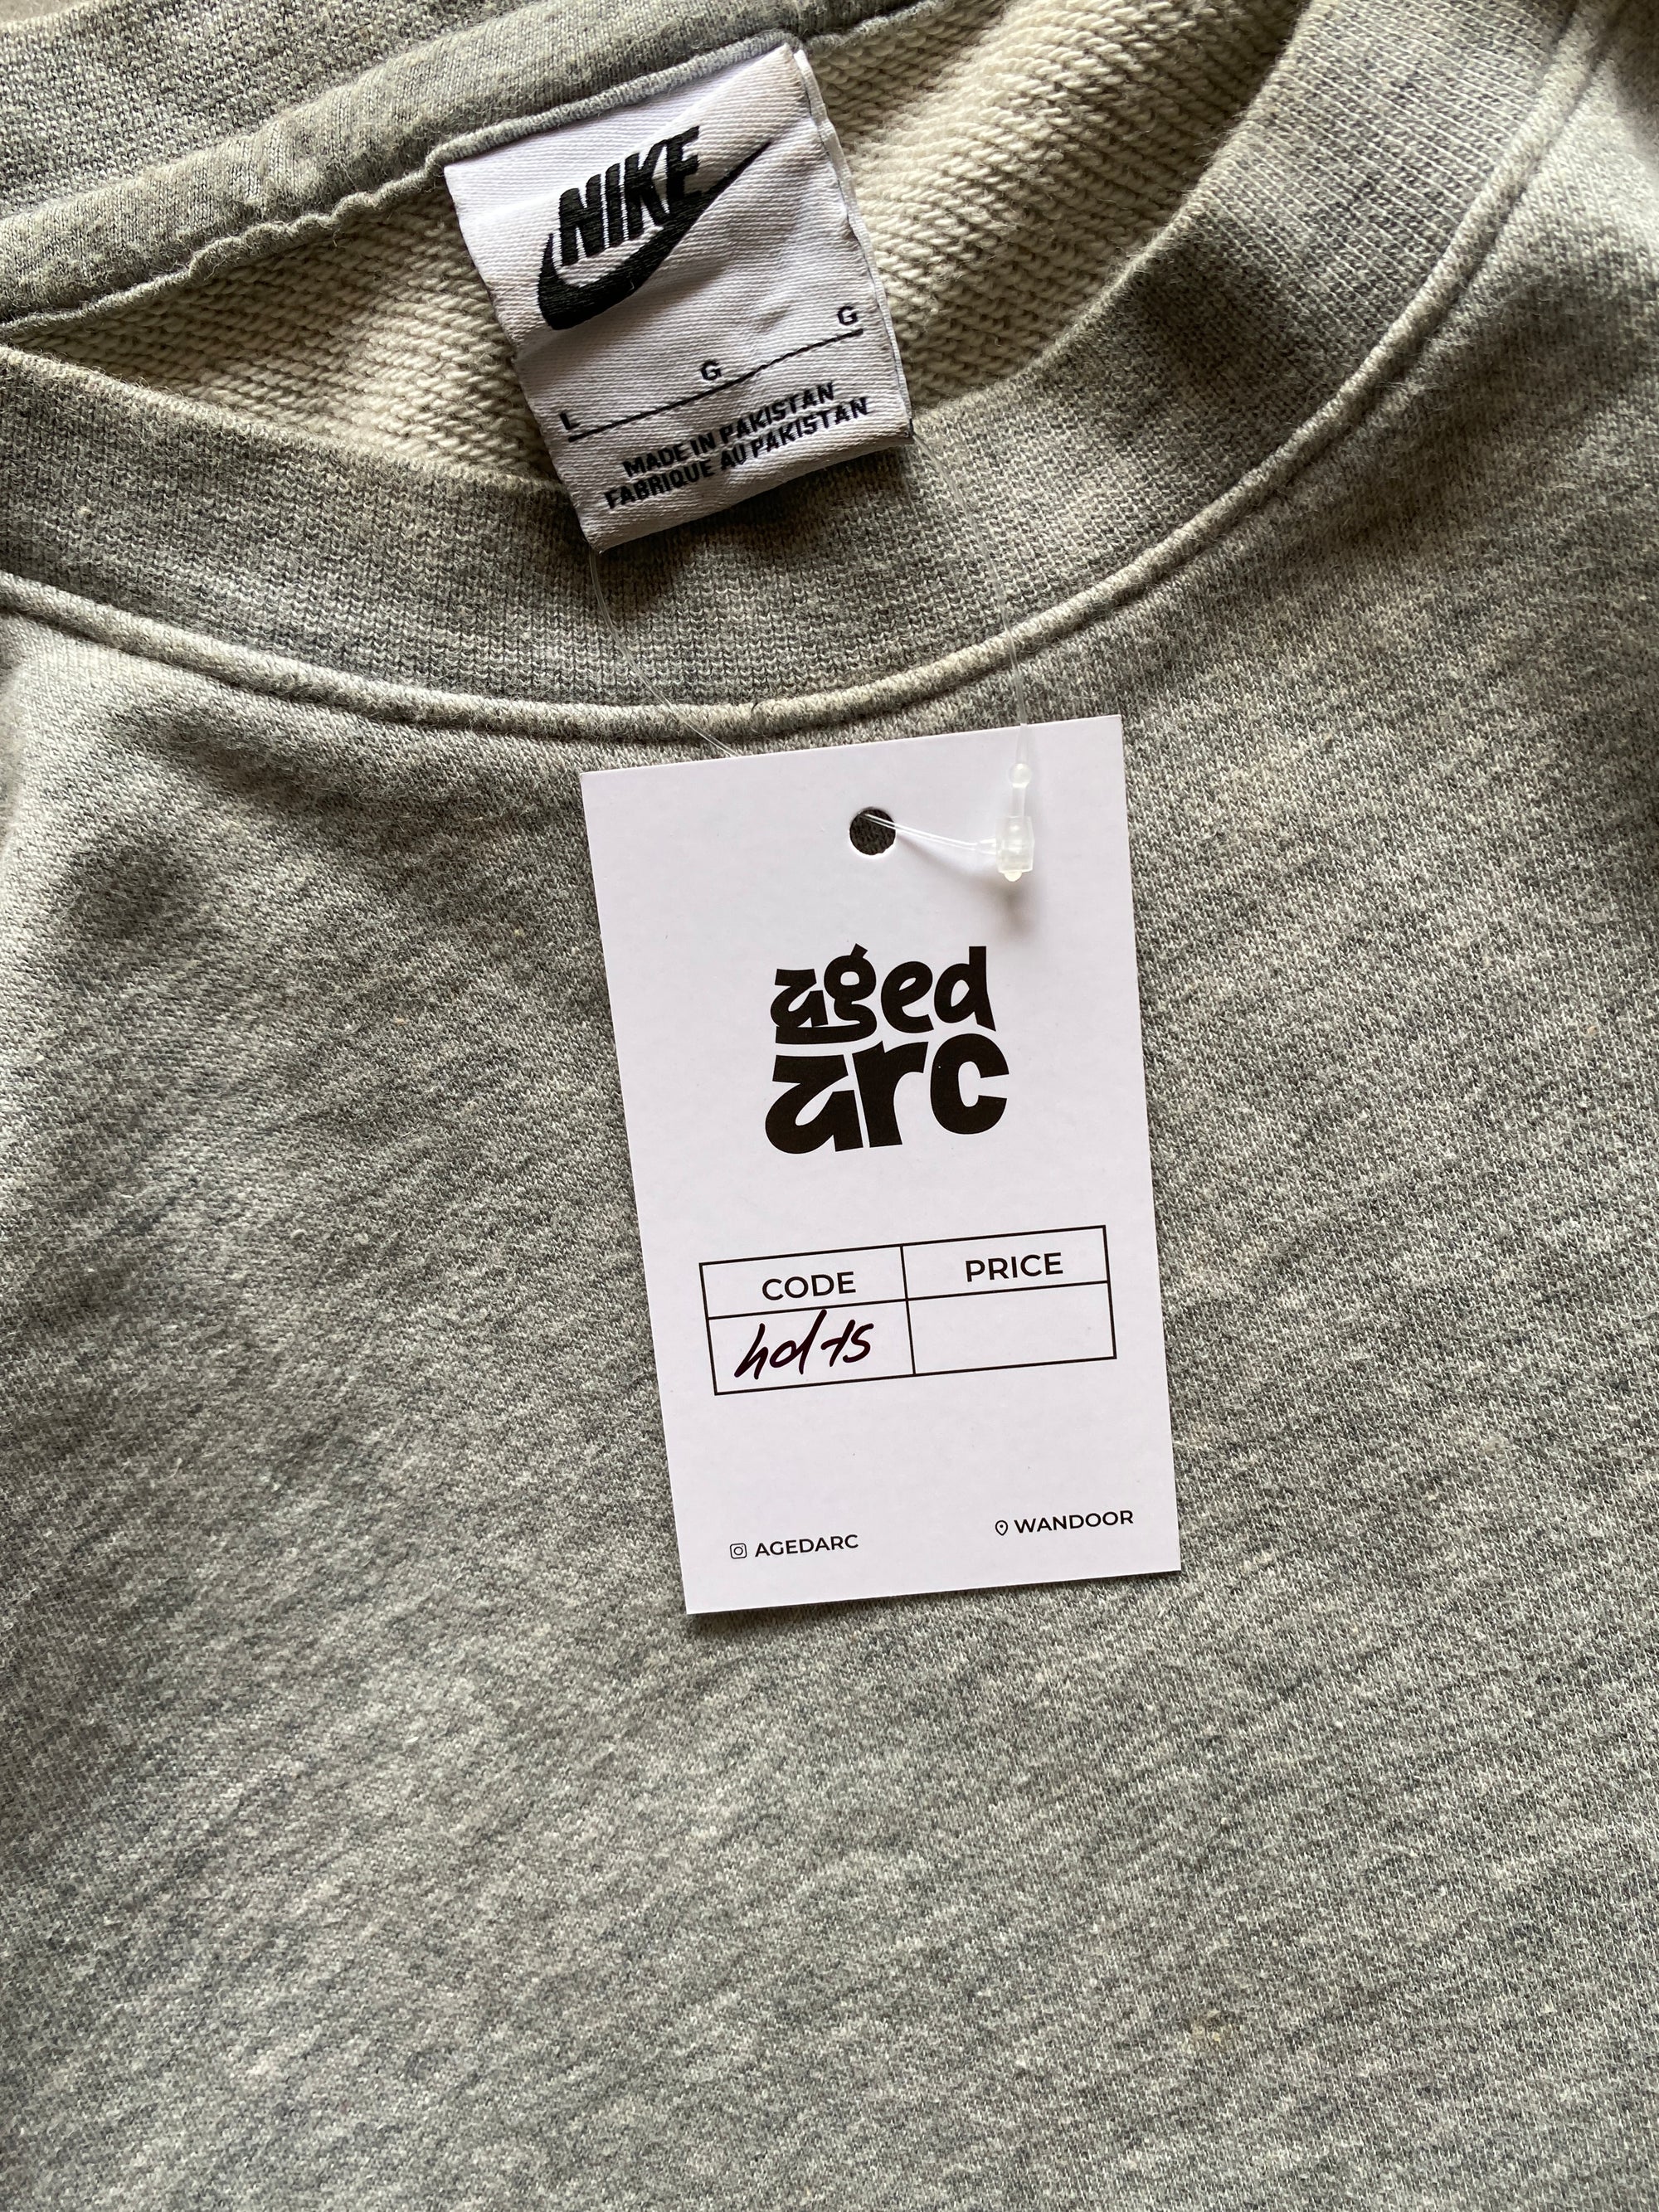 NIKE
L G G
MADE IN PAKISTAN
FABRIQUE AU PAKISTAN
aged
arc
CODE PRICE
AGEDARC WANDOOR